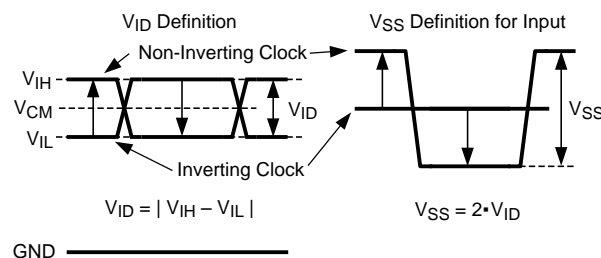 V_ID Definition
V_SS Definition for Input
Non-Inverting Clock
V_IH
V_CM
V_IL
V_ID
V_SS
Inverting Clock
V_ID = | V_IH – V_IL |
V_SS = 2·V_ID
GND